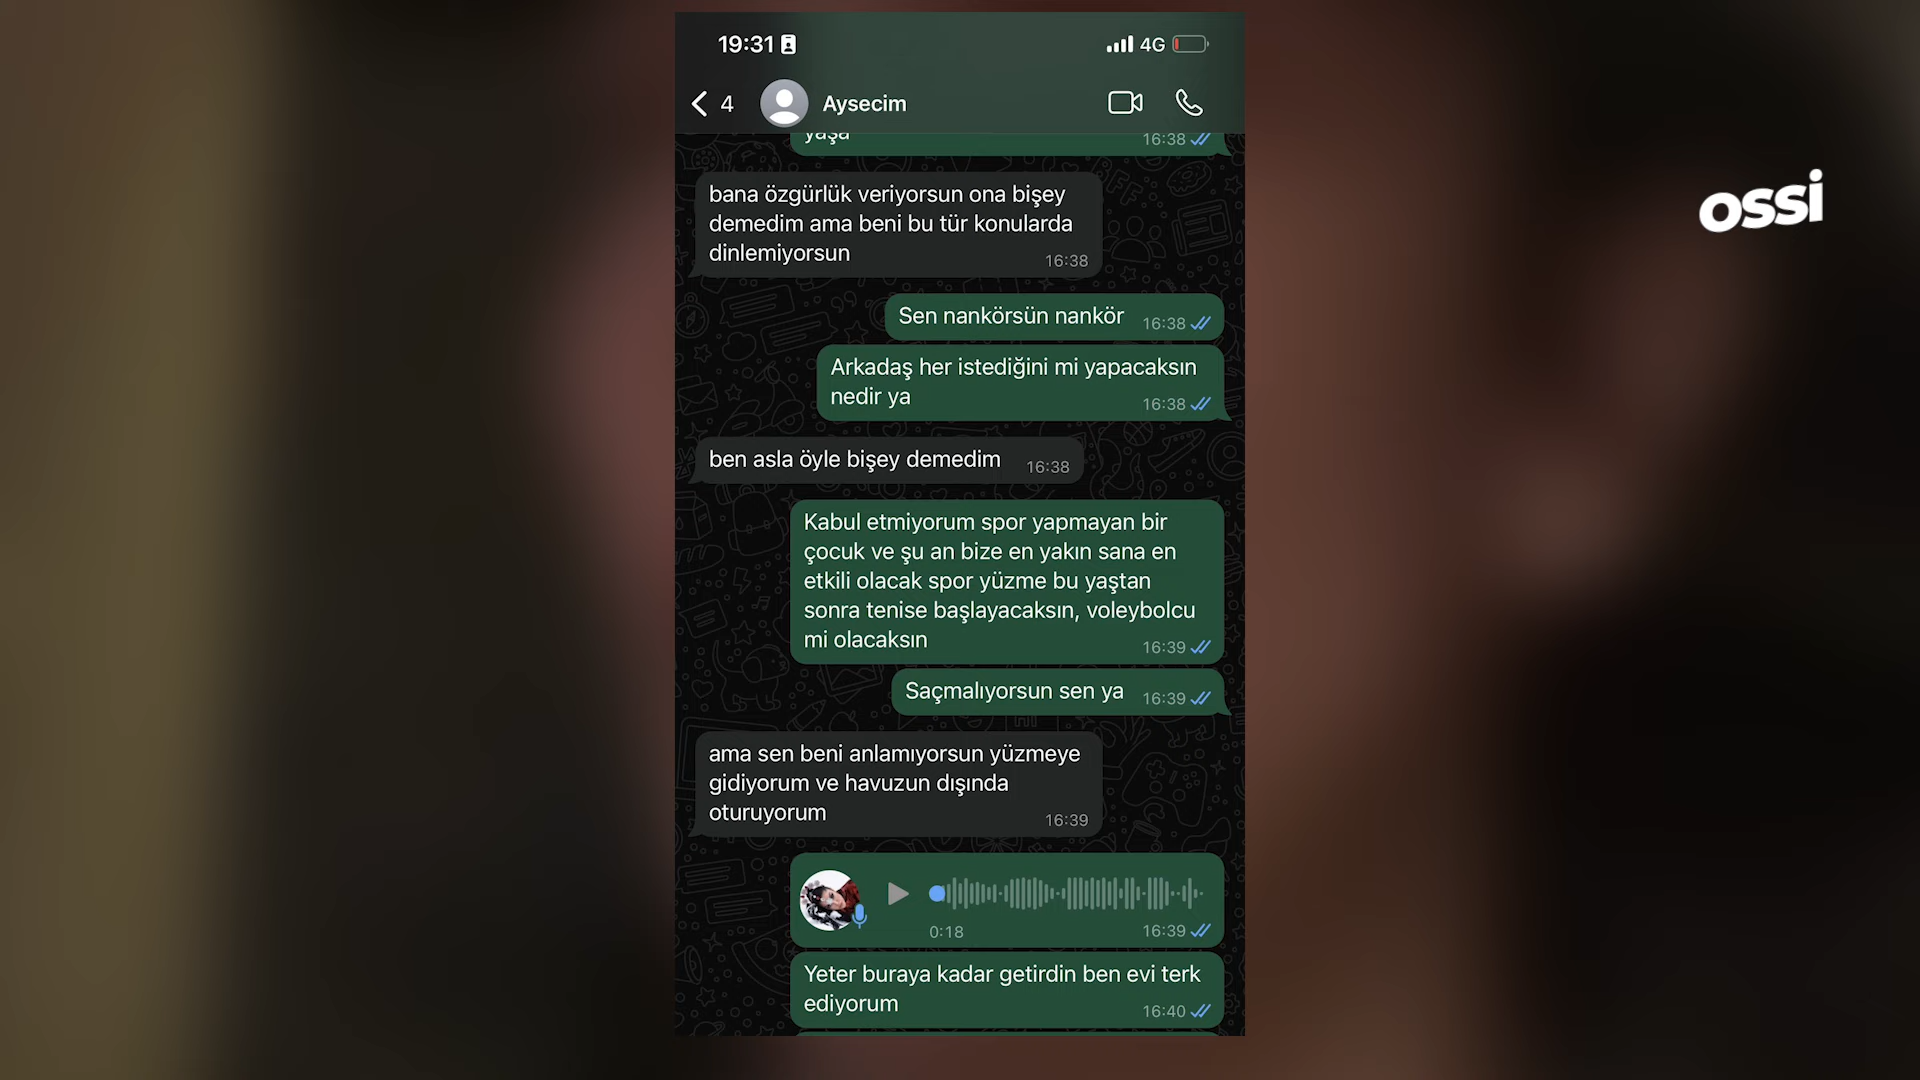 19:31
4G
4
Aysecim
yaşa
16:38
bana özgürlük veriyorsun ona bişey
demedim ama beni bu tür konularda
dinlemiyorsun
16:38
ossi
Sen nankörsün nankör
16:38
Arkadaş her istediğini mi yapacaksın
nedir ya
16:38
ben asla öyle bişey demedim
16:38
Kabul etmiyorum spor yapmayan bir
çocuk ve şu an bize en yakın sana en
etkili olacak spor yüzme bu yaştan
sonra tenise başlayacaksın, voleybolcu
mi olacaksın
16:39
Saçmalıyorsun sen ya
16:39
ama sen beni anlamıyorsun yüzmeye
gidiyorum ve havuzun dışında
oturuyorum
16:39
0:18
16:39
Yeter buraya kadar getirdin ben evi terk
ediyorum
16:40